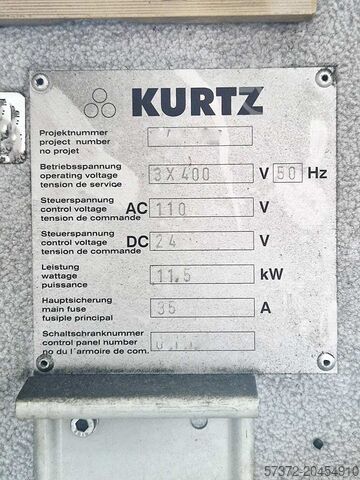 KURTZ
Projektnummer
project number
no projet
Betriebsspannung
operating voltage
tension de service
3 X 400 V 50 Hz
Steuerspannung
control voltage
tension de commande
AC 110 V
Steuerspannung
control voltage
tension de commande
DC 24 V
Leistung
wattage
puissance
11,5 kW
Hauptsicherung
main fuse
fusiple principal
35 A
Schaltschranknummer
control panel number
no du l´armoire de com.
57372-20454910